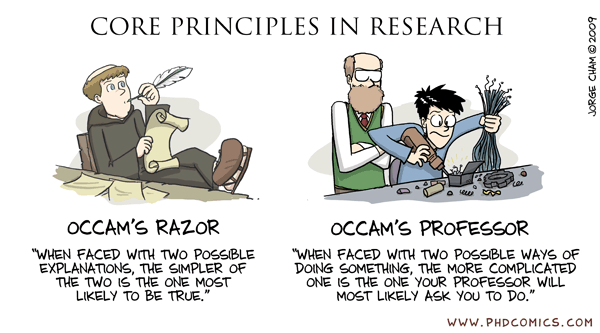 CORE PRINCIPLES IN RESEARCH
JORGE CHAM © 2009
OCCAM'S RAZOR
"WHEN FACED WITH TWO POSSIBLE
EXPLANATIONS, THE SIMPLER OF
THE TWO IS THE ONE MOST
LIKELY TO BE TRUE."
OCCAM'S PROFESSOR
"WHEN FACED WITH TWO POSSIBLE WAYS OF
DOING SOMETHING, THE MORE COMPLICATED
ONE IS THE ONE YOUR PROFESSOR WILL
MOST LIKELY ASK YOU TO DO."
WWW.PHDCOMICS.COM